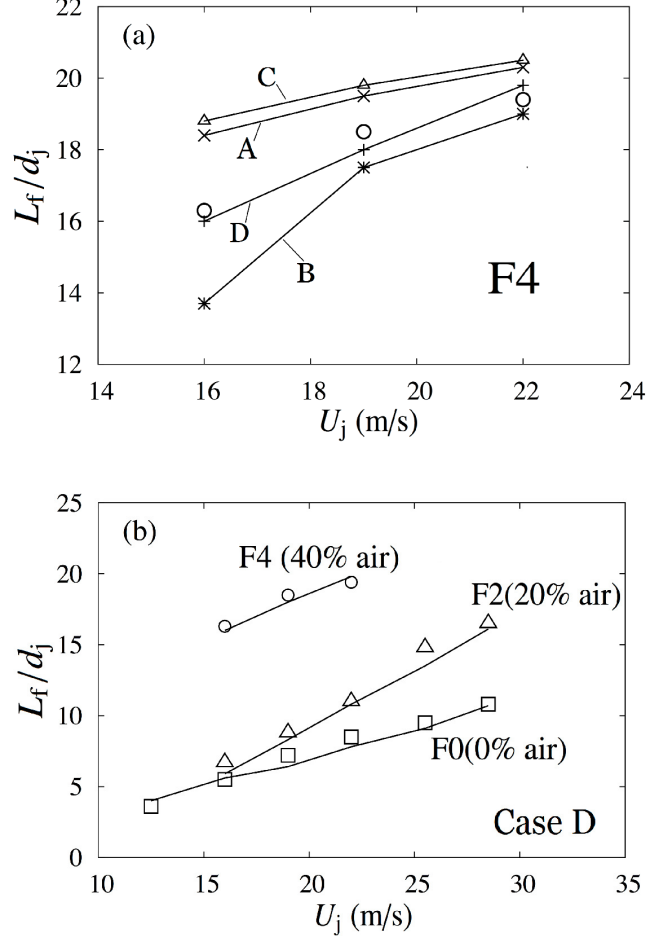 (a)
22
20
18
16
14
12
L_f/d_j
C
A
D
B
F4
14 16 18 20 22 24
U_j (m/s)
(b)
25
20
15
10
5
0
L_f/d_j
F4 (40% air)
F2(20% air)
F0(0% air)
Case D
10 15 20 25 30 35
U_j (m/s)